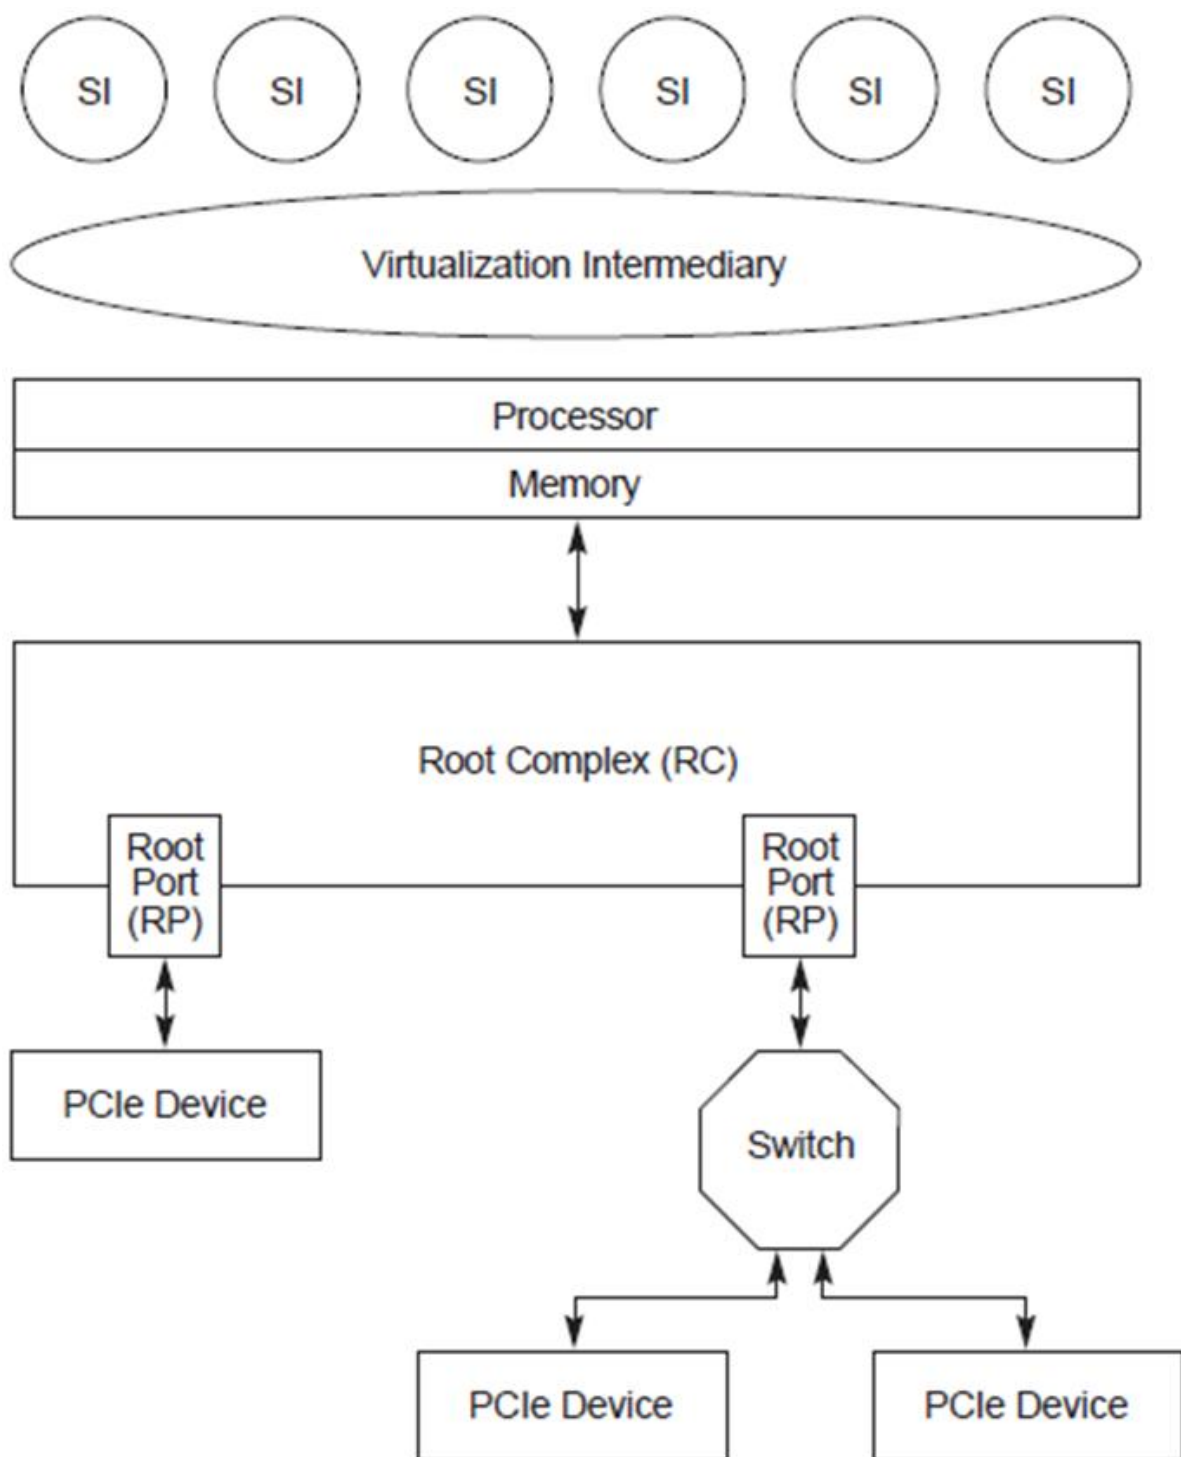 SI SI SI SI SI SI
Virtualization Intermediary
Processor
Memory
Root Complex (RC)
Root
Port
(RP)
Root
Port
(RP)
PCIe Device
Switch
PCIe Device
PCIe Device